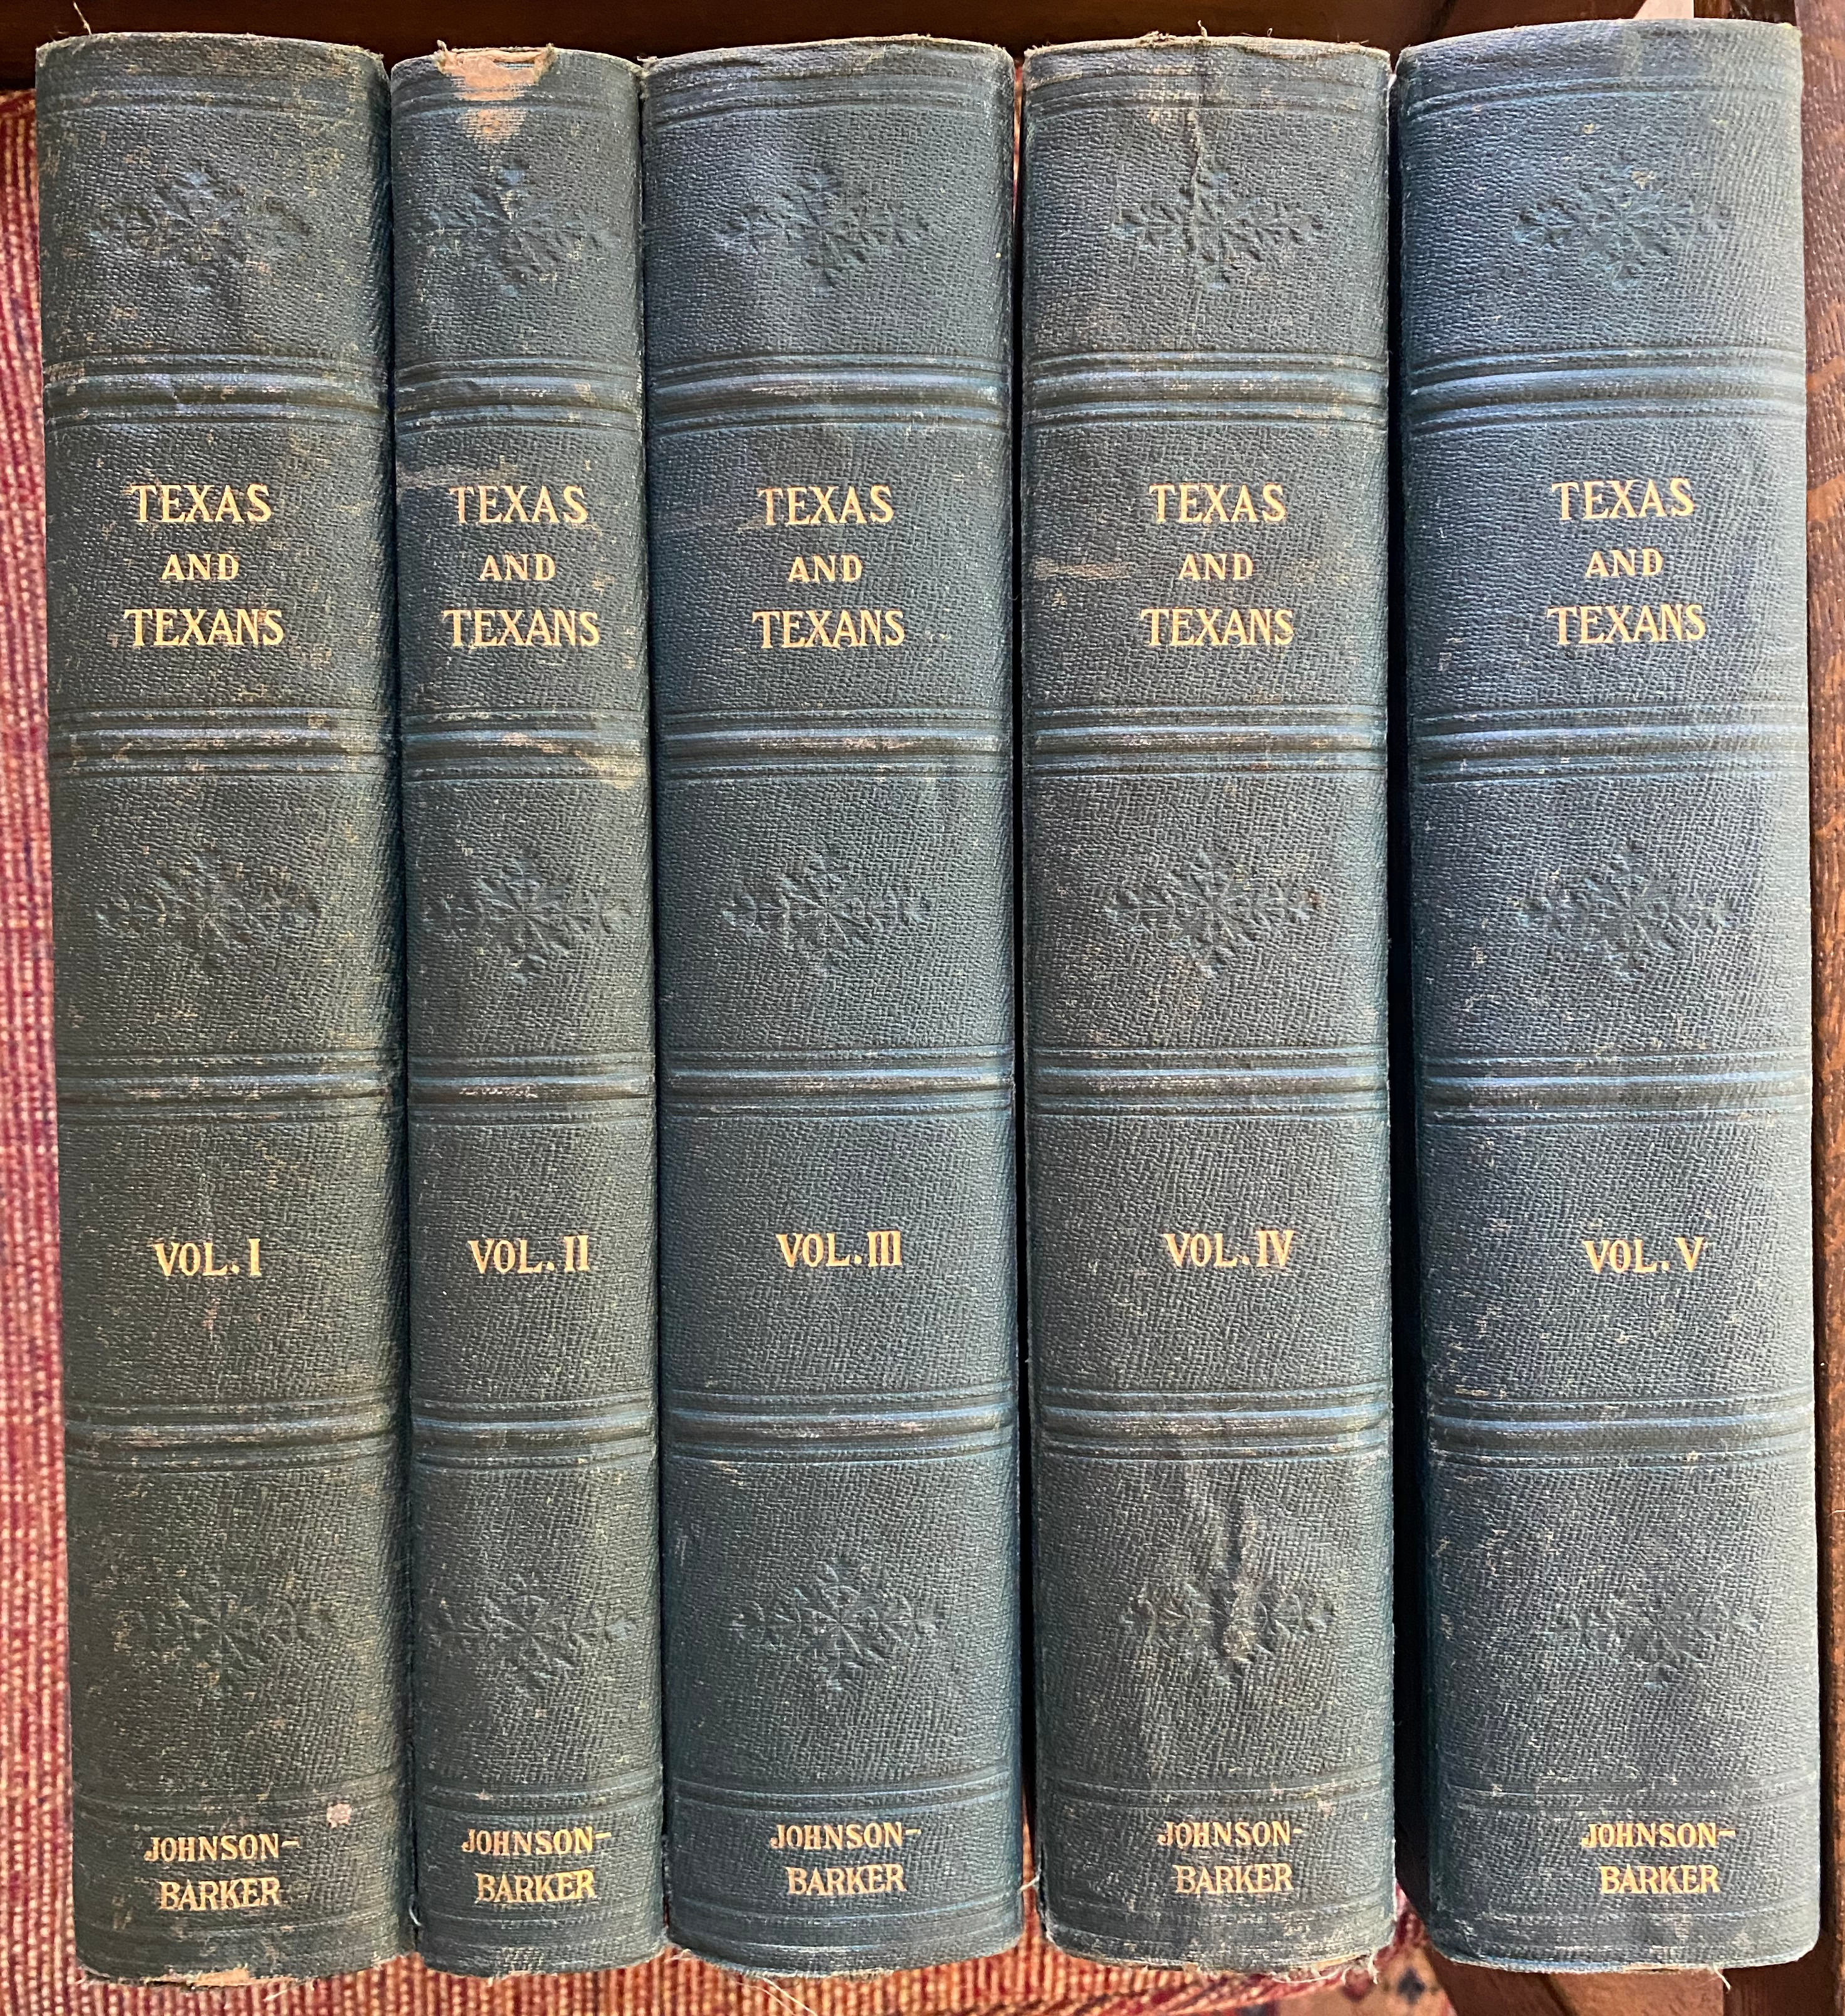 TEXAS
AND
TEXANS
VOL. I
JOHNSON-
BARKER
TEXAS
AND
TEXANS
VOL. II
JOHNSON-
BARKER
TEXAS
AND
TEXANS
VOL. III
JOHNSON-
BARKER
TEXAS
AND
TEXANS
VOL. IV
JOHNSON-
BARKER
TEXAS
AND
TEXANS
VOL. V
JOHNSON-
BARKER